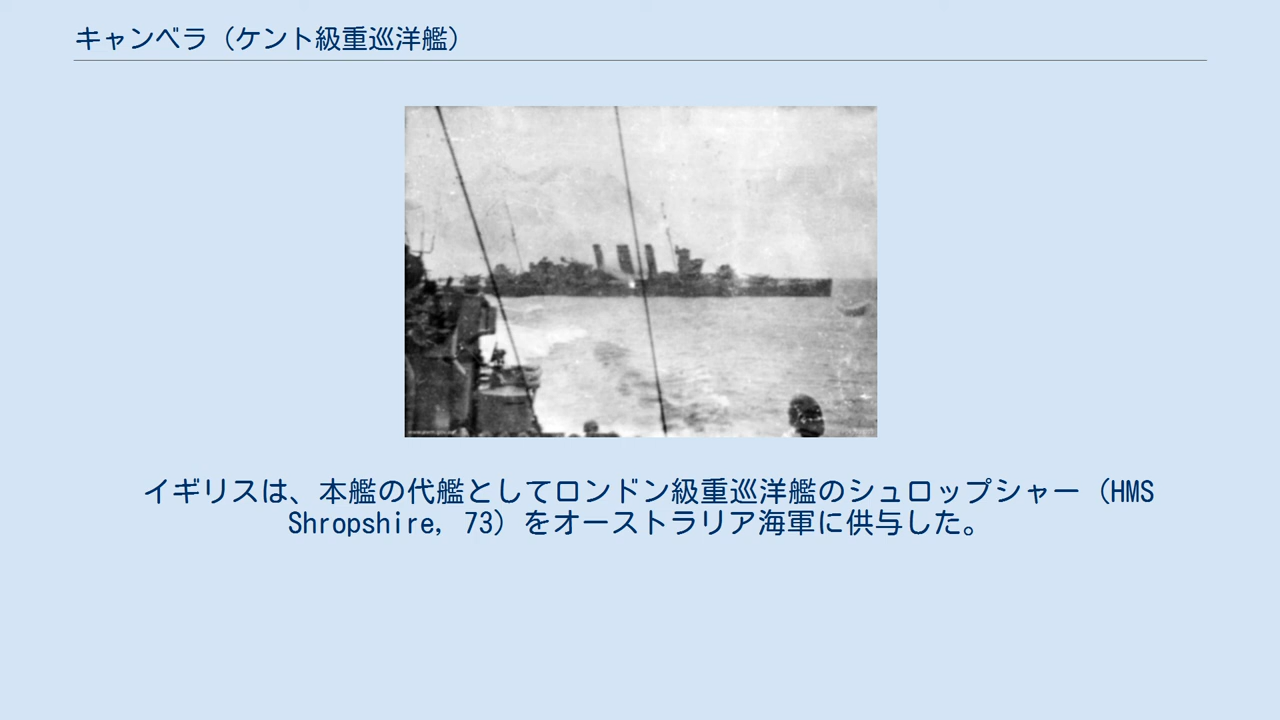 キャンベラ（ケント級重巡洋艦）
イギリスは、本艦の代艦としてロンドン級重巡洋艦のシュロップシャー（HMS
Shropshire, 73）をオーストラリア海軍に供与した。